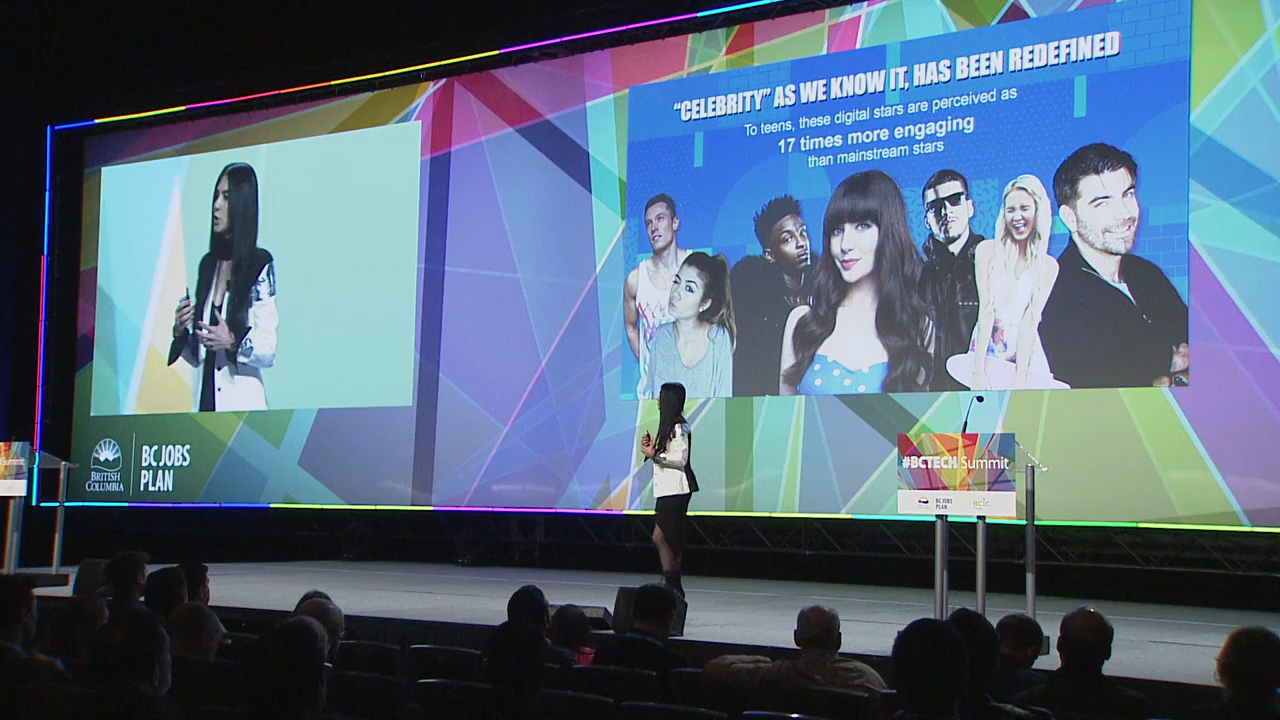 “CELEBRITY” AS WE KNOW IT, HAS BEEN REDEFINED
To teens, these digital stars are perceived as
17 times more engaging
than mainstream stars
BRITISH
COLUMBIA
BC JOBS
PLAN
#BCTECH Summit
BC JOBS
PLAN
BCIC